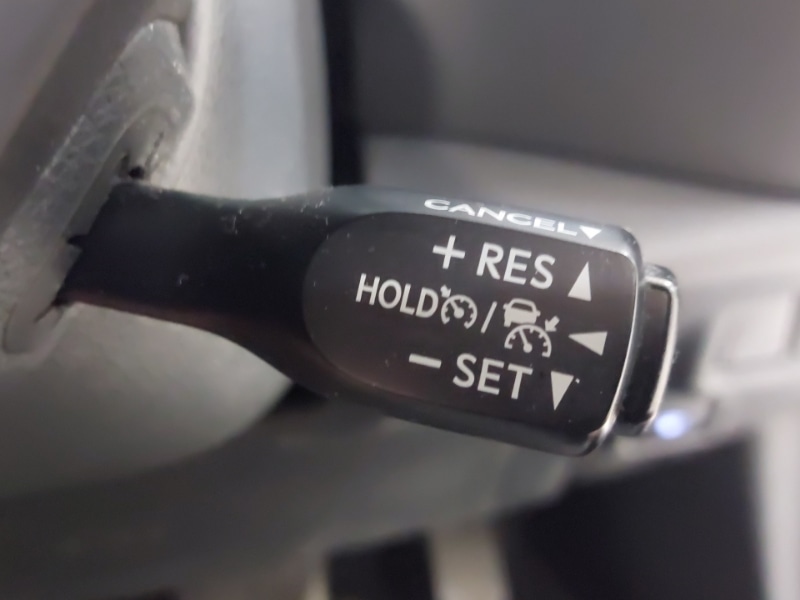 CANCEL▼
+ RES ▲
HOLD / ◀
− SET ▼